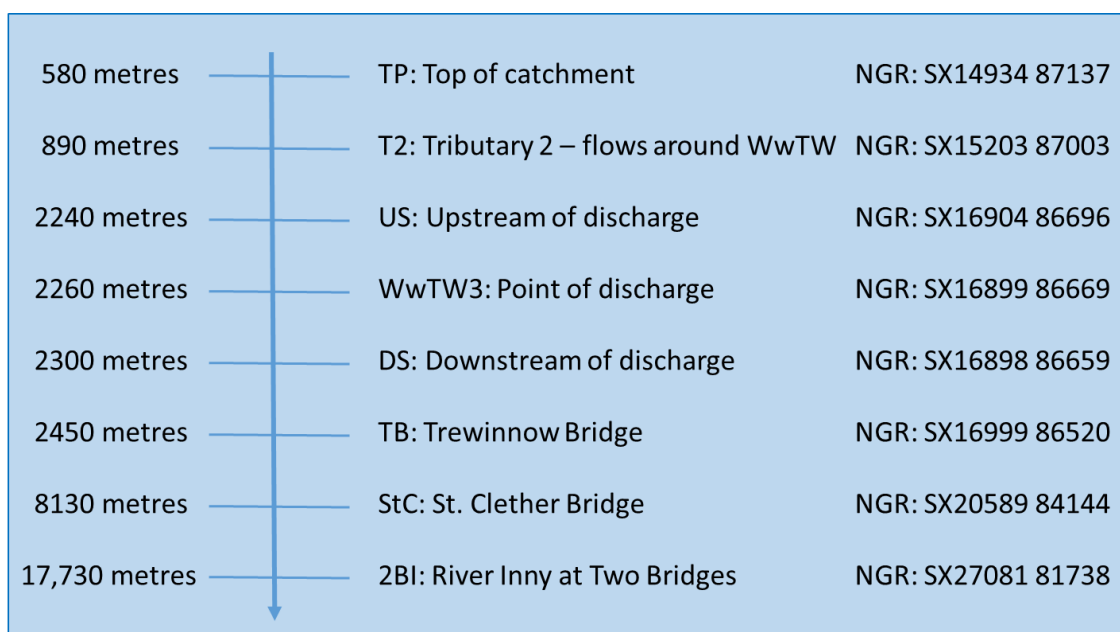 580 metres TP: Top of catchment NGR: SX14934 87137
890 metres T2: Tributary 2 – flows around WwTW NGR: SX15203 87003
2240 metres US: Upstream of discharge NGR: SX16904 86696
2260 metres WwTW3: Point of discharge NGR: SX16899 86669
2300 metres DS: Downstream of discharge NGR: SX16898 86659
2450 metres TB: Trewinnow Bridge NGR: SX16999 86520
8130 metres StC: St. Clether Bridge NGR: SX20589 84144
17,730 metres 2BI: River Inny at Two Bridges NGR: SX27081 81738